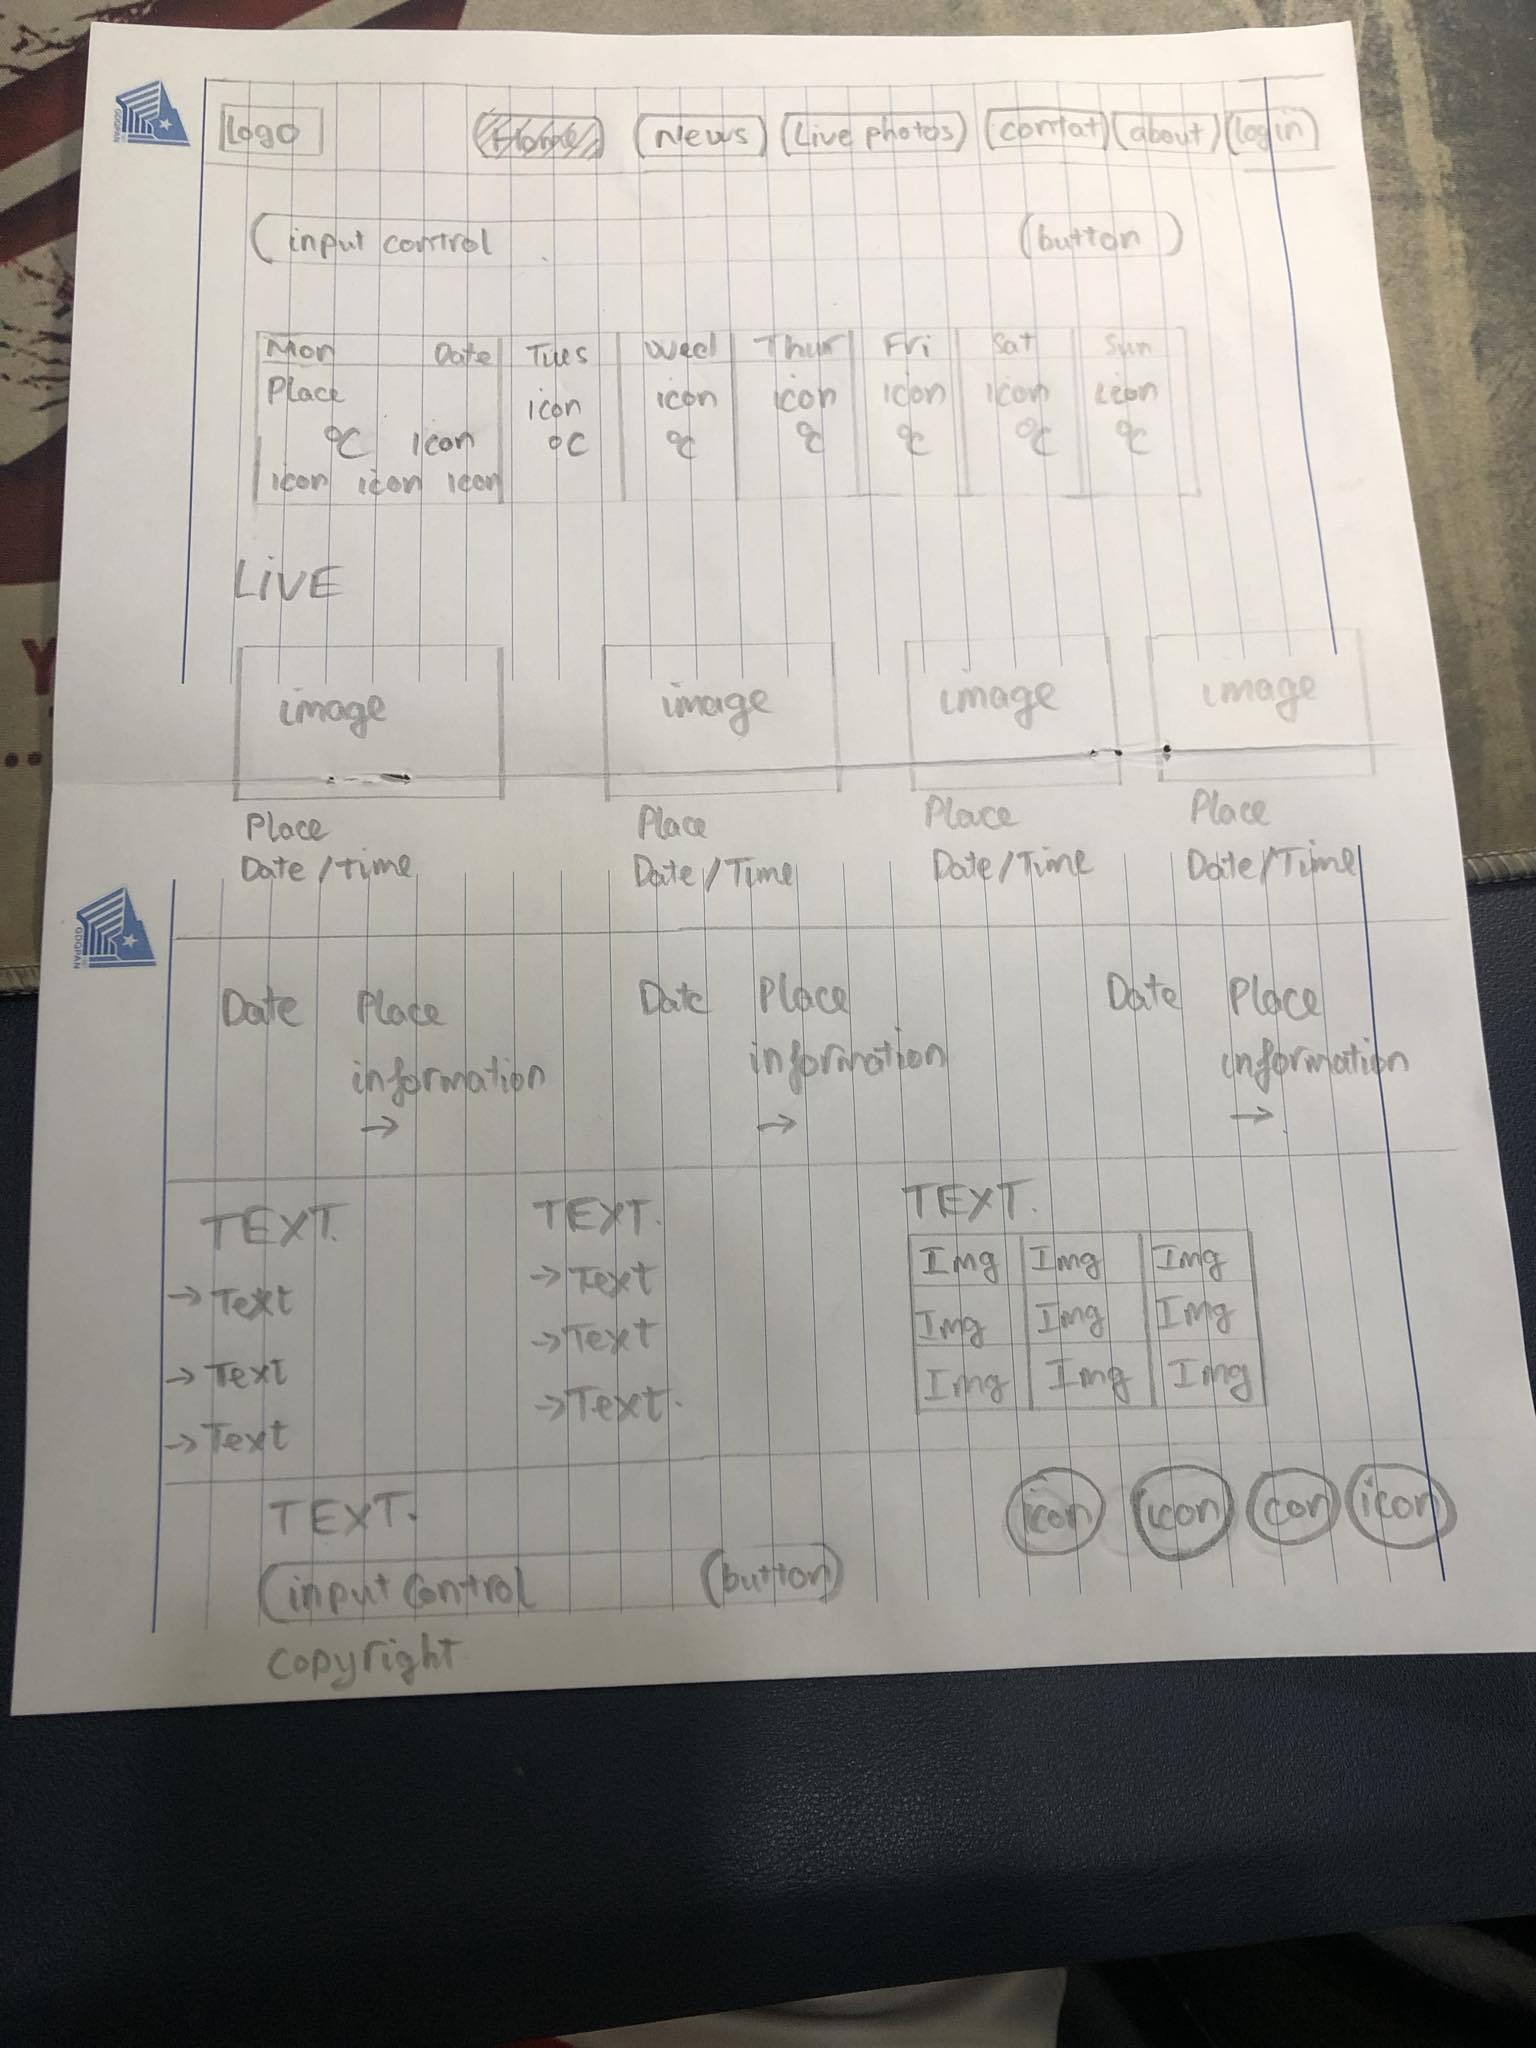 Logo Home News Live photos contat about login
input control button
Mon Date Tues Wed Thur Fri Sat Sun
Place icon icon icon icon icon icon
°C icon °C °C °C °C °C °C
icon icon icon
LIVE
image image image image
Place Place Place Place
Date/Time Date/Time Date/Time Date/Time
GDQPAN
Date Place Date Place Date Place
information information information
→ → →
TEXT. TEXT. TEXT.
→ Text → Text Img Img Img
→ Text → Text Img Img Img
→ Text → Text. Img Img Img
TEXT. icon icon con icon
input control button
copyright